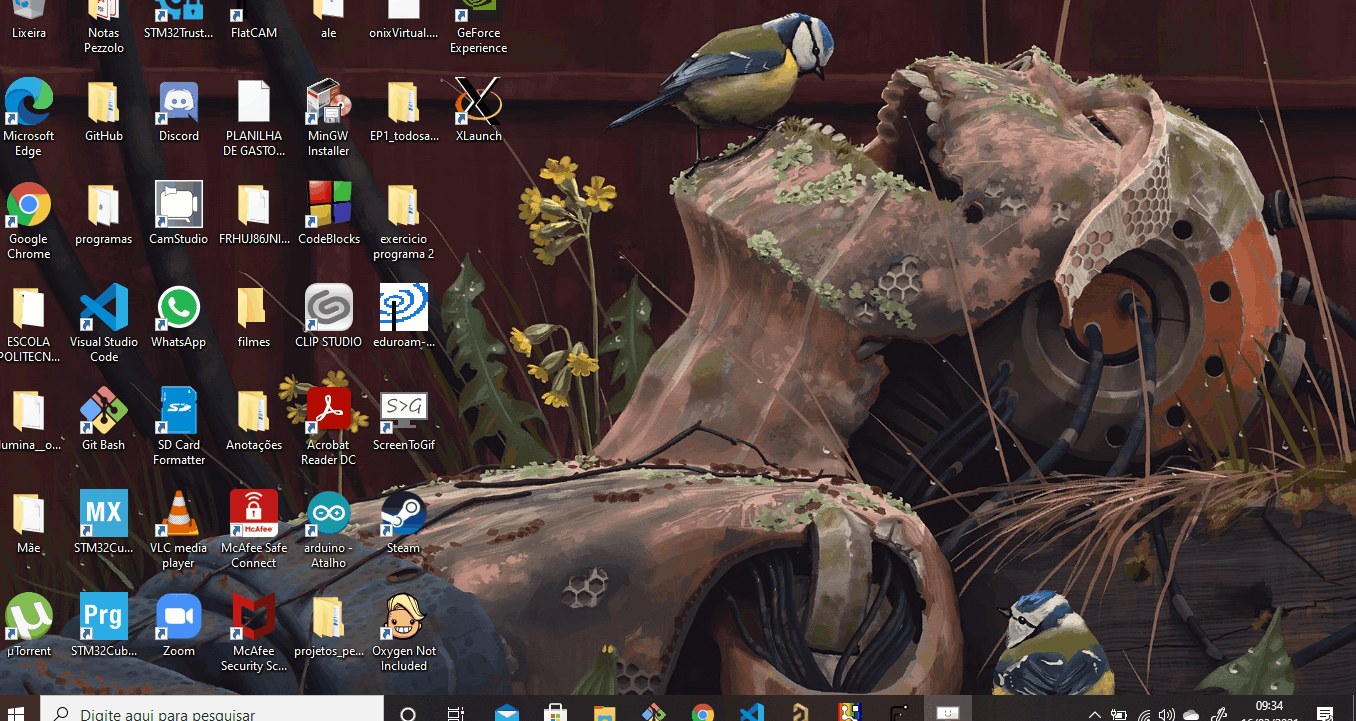 Lixeira
Notas
Pezzolo
STM32Trust...
FlatCAM
ale
onixVirtual....
GeForce
Experience
Microsoft
Edge
GitHub
Discord
PLANILHA
DE GASTO...
MinGW
Installer
EP1_todosa...
XLaunch
Google
Chrome
programas
CamStudio
FRHUJ86JNI...
CodeBlocks
exercicio
programa 2
ESCOLA
POLITECN...
Visual Studio
Code
WhatsApp
filmes
CLIP STUDIO
eduroam-...
lumina__o...
Git Bash
SD
SD Card
Formatter
Anotações
Acrobat
Reader DC
S>G
ScreenToGif
Mãe
MX
STM32Cu...
VLC media
player
McAfee
McAfee Safe
Connect
arduino -
Atalho
Steam
µTorrent
Prg
STM32Cub...
Zoom
McAfee
Security Sc...
projetos_pe...
Oxygen Not
Included
Digite aqui para pesquisar
09:34